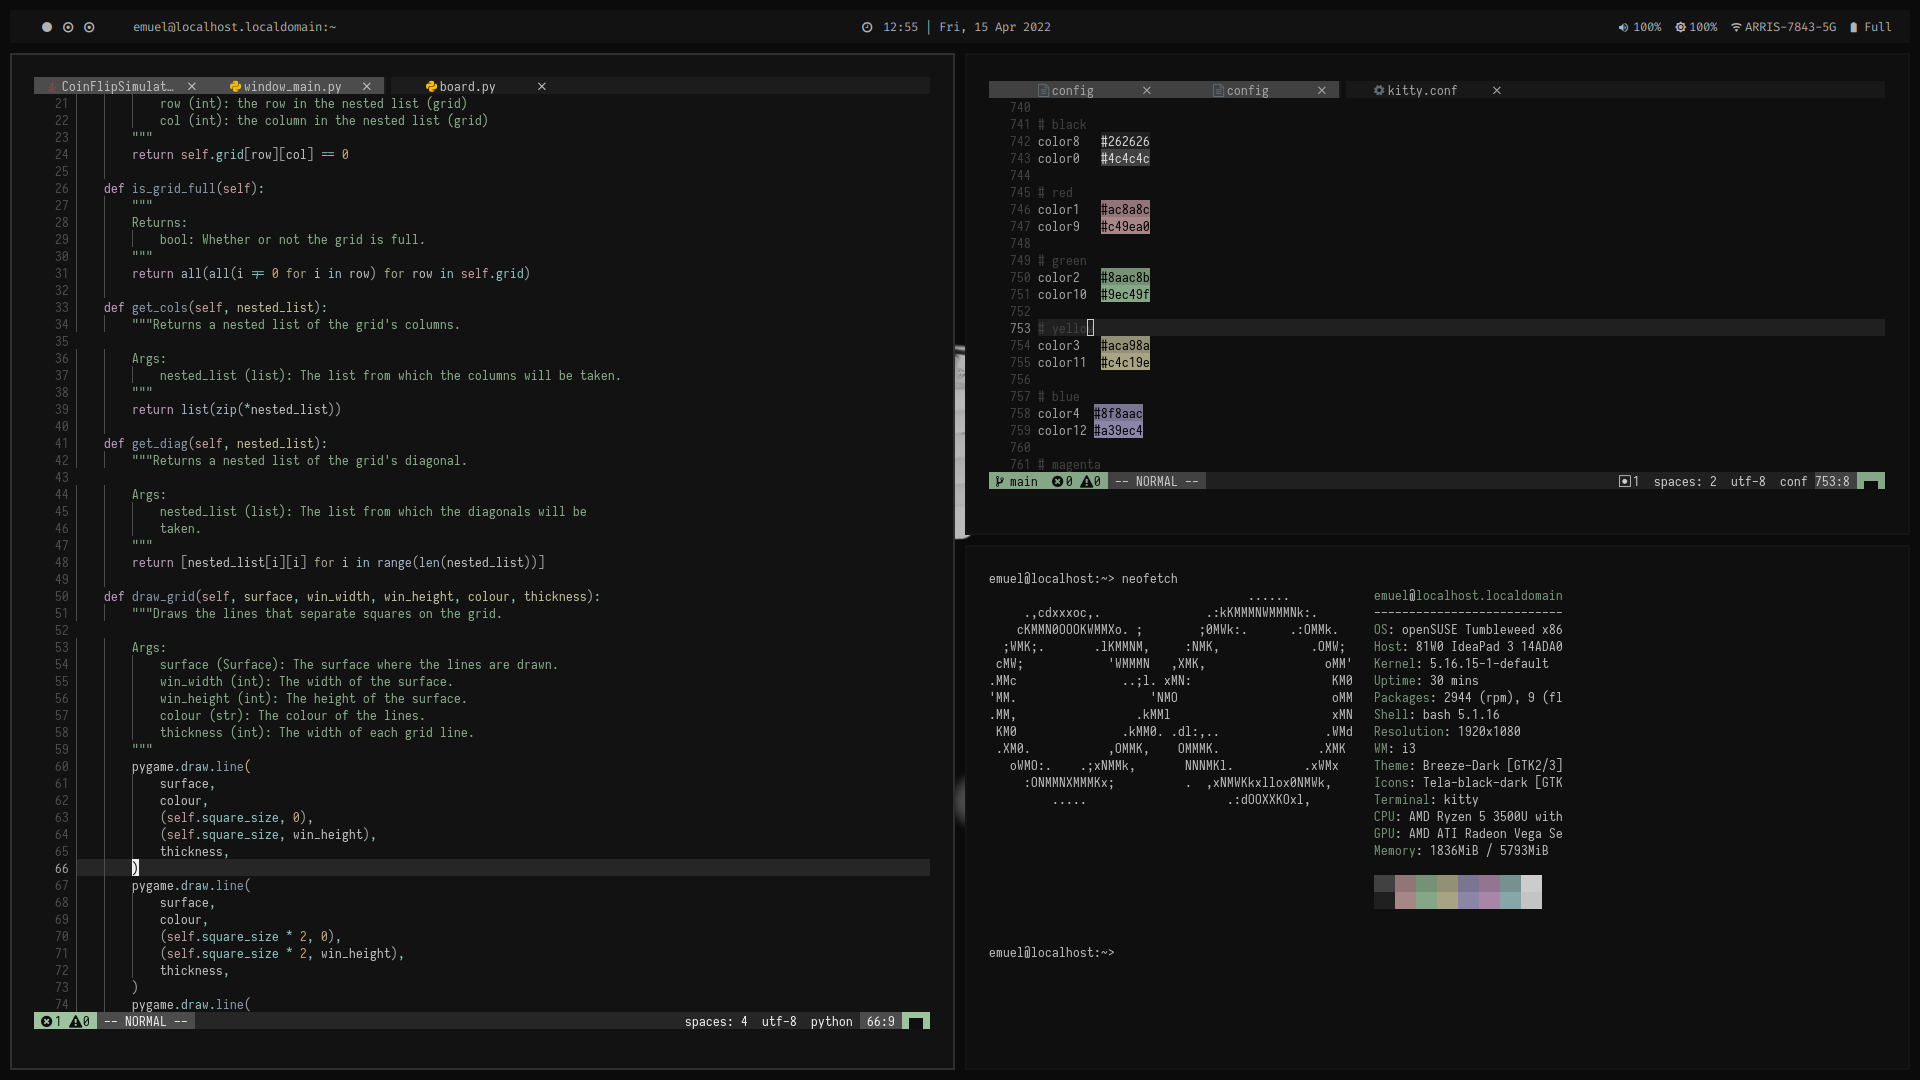 emuel@localhost.localdomain:~
12:55 | Fri, 15 Apr 2022
100% 100% ARRIS-7843-5G Full
CoinFlipSimulat… ✕ window_main.py ✕ board.py ✕
21 row (int): the row in the nested list (grid)
22 col (int): the column in the nested list (grid)
23 """
24 return self.grid[row][col] == 0
25
26 def is_grid_full(self):
27 """
28 Returns:
29 bool: Whether or not the grid is full.
30 """
31 return all(all(i != 0 for i in row) for row in self.grid)
32
33 def get_cols(self, nested_list):
34 """Returns a nested list of the grid's columns.
35
36 Args:
37 nested_list (list): The list from which the columns will be taken.
38 """
39 return list(zip(*nested_list))
40
41 def get_diag(self, nested_list):
42 """Returns a nested list of the grid's diagonal.
43
44 Args:
45 nested_list (list): The list from which the diagonals will be
46 taken.
47 """
48 return [nested_list[i][i] for i in range(len(nested_list))]
49
50 def draw_grid(self, surface, win_width, win_height, colour, thickness):
51 """Draws the lines that separate squares on the grid.
52
53 Args:
54 surface (Surface): The surface where the lines are drawn.
55 win_width (int): The width of the surface.
56 win_height (int): The height of the surface.
57 colour (str): The colour of the lines.
58 thickness (int): The width of each grid line.
59 """
60 pygame.draw.line(
61 surface,
62 colour,
63 (self.square_size, 0),
64 (self.square_size, win_height),
65 thickness,
66 )
67 pygame.draw.line(
68 surface,
69 colour,
70 (self.square_size * 2, 0),
71 (self.square_size * 2, win_height),
72 thickness,
73 )
74 pygame.draw.line(
1 0 -- NORMAL -- spaces: 4 utf-8 python 66:9
config ✕ config ✕ kitty.conf ✕
740
741 # black
742 color8 #262626
743 color0 #4c4c4c
744
745 # red
746 color1 #ac8a8c
747 color9 #c49ea0
748
749 # green
750 color2 #8aac8b
751 color10 #9ec49f
752
753 # yellow
754 color3 #aca98a
755 color11 #c4c19e
756
757 # blue
758 color4 #8f8aac
759 color12 #a39ec4
760
761 # magenta
main 0 0 -- NORMAL -- 1 spaces: 2 utf-8 conf 753:8
emuel@localhost:~> neofetch
......
.,cdxxxoc,. .:kKMMMNWMMMNk:.
cKMMN0OOOKWMMXo. ; ;0MWk:. .:OMMk.
;WMK;. .lKMMNM, :NMK, .OMW;
cMW; 'WMMMN ,XMK, oMM'
.MMc ..;l. xMN: KM0
'MM. 'NMO oMM
.MM, .kMMl xMN
KM0 .kMM0. .dl:,.. .WMd
.XM0. ,OMMK, OMMMK. .XMK
oWMO:. .;xNMMk, NNNMKl. .xWMx
:ONMMNXMMMKx; . ,xNMWKkxllox0NMWk,
..... .:dOOXXKOxl,
emuel@localhost.localdomain
---------------------------
OS: openSUSE Tumbleweed x86
Host: 81W0 IdeaPad 3 14ADA0
Kernel: 5.16.15-1-default
Uptime: 30 mins
Packages: 2944 (rpm), 9 (fl
Shell: bash 5.1.16
Resolution: 1920x1080
WM: i3
Theme: Breeze-Dark [GTK2/3]
Icons: Tela-black-dark [GTK
Terminal: kitty
CPU: AMD Ryzen 5 3500U with
GPU: AMD ATI Radeon Vega Se
Memory: 1836MiB / 5793MiB
emuel@localhost:~>